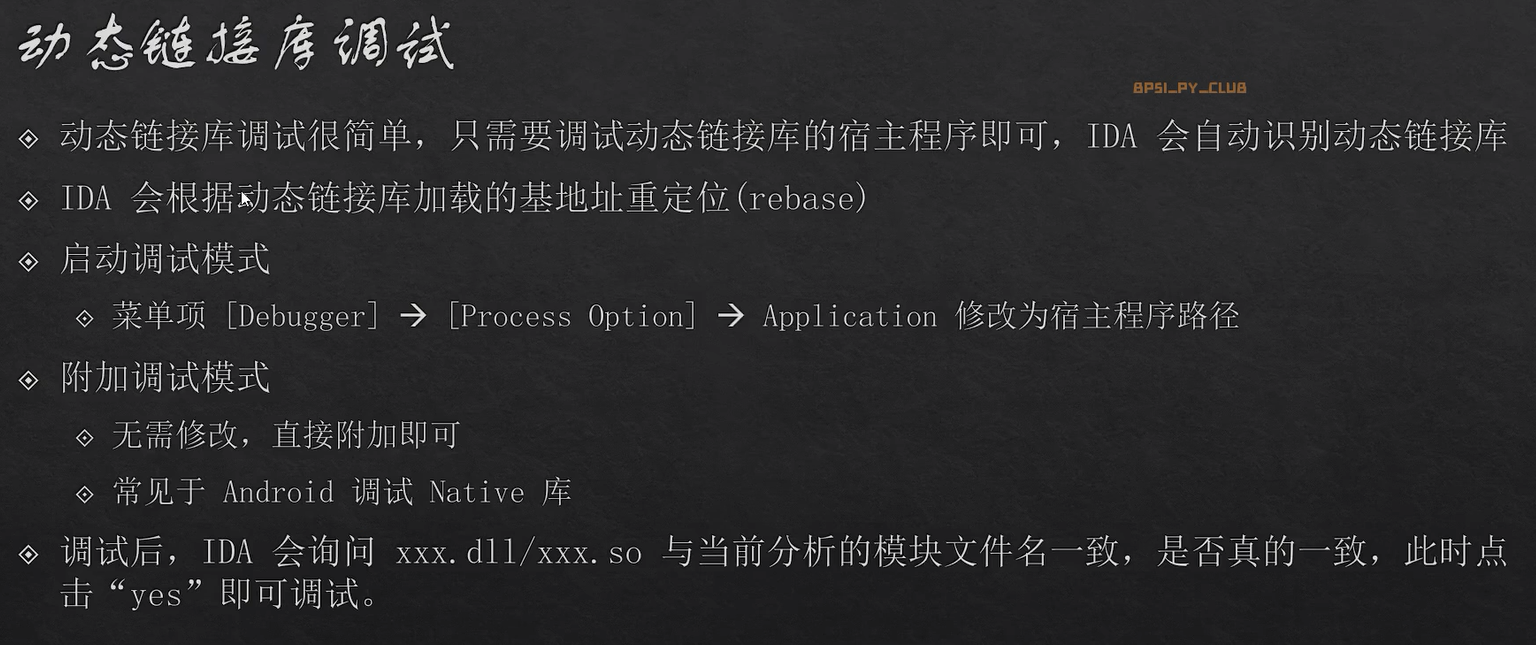 动态链接库调试
8PSI_PY_CLUB
动态链接库调试很简单，只需要调试动态链接库的宿主程序即可，IDA 会自动识别动态链接库
IDA 会根据动态链接库加载的基地址重定位(rebase)
启动调试模式
菜单项 [Debugger] → [Process Option] → Application 修改为宿主程序路径
附加调试模式
无需修改，直接附加即可
常见于 Android 调试 Native 库
调试后，IDA 会询问 xxx.dll/xxx.so 与当前分析的模块文件名一致，是否真的一致，此时点
击“yes”即可调试。